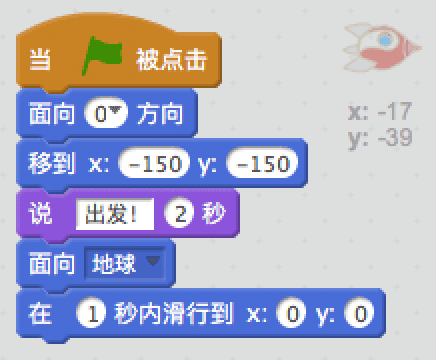 当 被点击
x: -17
y: -39
面向 0 方向
移到 x: -150 y: -150
说 出发! 2 秒
面向 地球
在 1 秒内滑行到 x: 0 y: 0